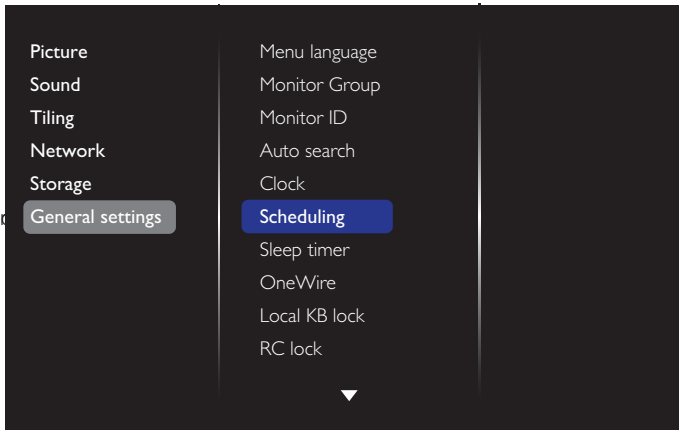 Picture
Sound
Tiling
Network
Storage
General settings
Menu language
Monitor Group
Monitor ID
Auto search
Clock
Scheduling
Sleep timer
OneWire
Local KB lock
RC lock